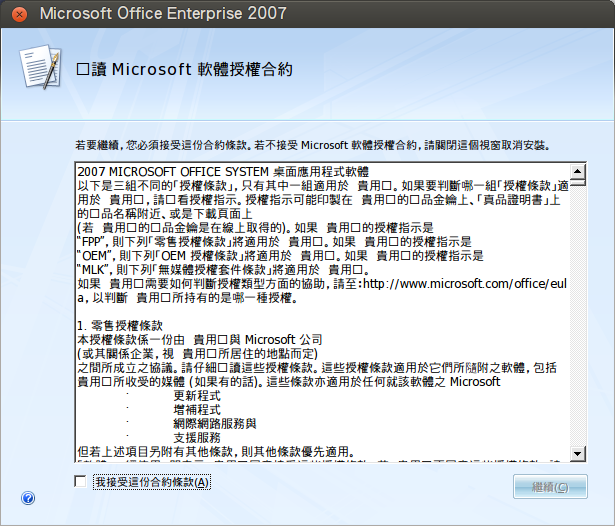 Microsoft Office Enterprise 2007
□讀 Microsoft 軟體授權合約
若要繼續，您必須接受這份合約條款。若不接受 Microsoft 軟體授權合約，請關閉這個視窗取消安裝。
2007 MICROSOFT OFFICE SYSTEM 桌面應用程式軟體
以下是三組不同的「授權條款」，只有其中一組適用於 貴用□。如果要判斷哪一組「授權條款」適
用於 貴用□，請□看授權指示。授權指示可能印製在 貴用□的□品金鑰上、「真品證明書」上
的□品名稱附近、或是下載頁面上
(若 貴用□的□品金鑰是在線上取得的)。如果 貴用□的授權指示是
“FPP”，則下列「零售授權條款」將適用於 貴用□。如果 貴用□的授權指示是
“OEM”，則下列「OEM 授權條款」將適用於 貴用□。如果 貴用□的授權指示是
“MLK”，則下列「無媒體授權套件條款」將適用於 貴用□。
如果 貴用□需要如何判斷授權類型方面的協助，請至：http://www.microsoft.com/office/eul
a，以判斷 貴用□所持有的是哪一種授權。
1. 零售授權條款
本授權條款係一份由 貴用□與 Microsoft 公司
(或其關係企業，視 貴用□所居住的地點而定)
之間所成立之協議。請仔細□讀這些授權條款。這些授權條款適用於它們所隨附之軟體，包括
貴用□所收受的媒體 (如果有的話)。這些條款亦適用於任何就該軟體之 Microsoft
· 更新程式
· 增補程式
· 網際網路服務與
· 支援服務
但若上述項目另附有其他條款，則其他條款優先適用。
我接受這份合約條款(A)
繼續(C)